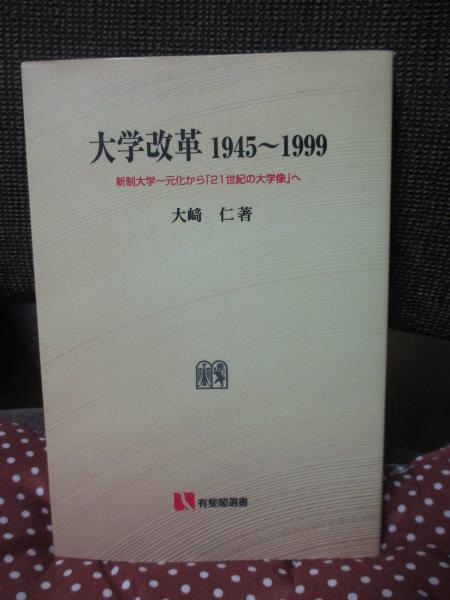 大学改革 1945〜1999
新制大学一元化から「21世紀の大学像」へ
大﨑 仁著
有斐閣選書